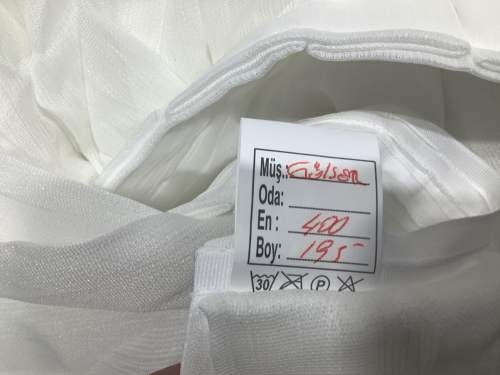 Müş.: Gülsen
Oda:
En : 400
Boy: 195
30 P